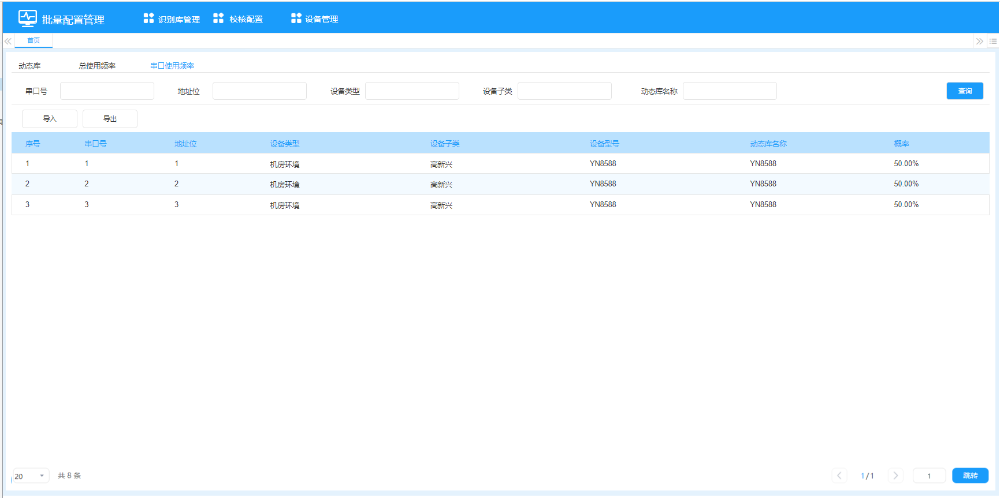 批量配置管理 识别库管理 校核配置 设备管理
首页
动态库 总使用频率 串口使用频率
串口号 地址位 设备类型 设备子类 动态库名称 查询
导入 导出
序号 串口号 地址位 设备类型 设备子类 设备型号 动态库名称 概率
1 1 1 机房环境 高新兴 YN8588 YN8588 50.00%
2 2 2 机房环境 高新兴 YN8588 YN8588 50.00%
3 3 3 机房环境 高新兴 YN8588 YN8588 50.00%
20 共 8 条 1/1 1 跳转